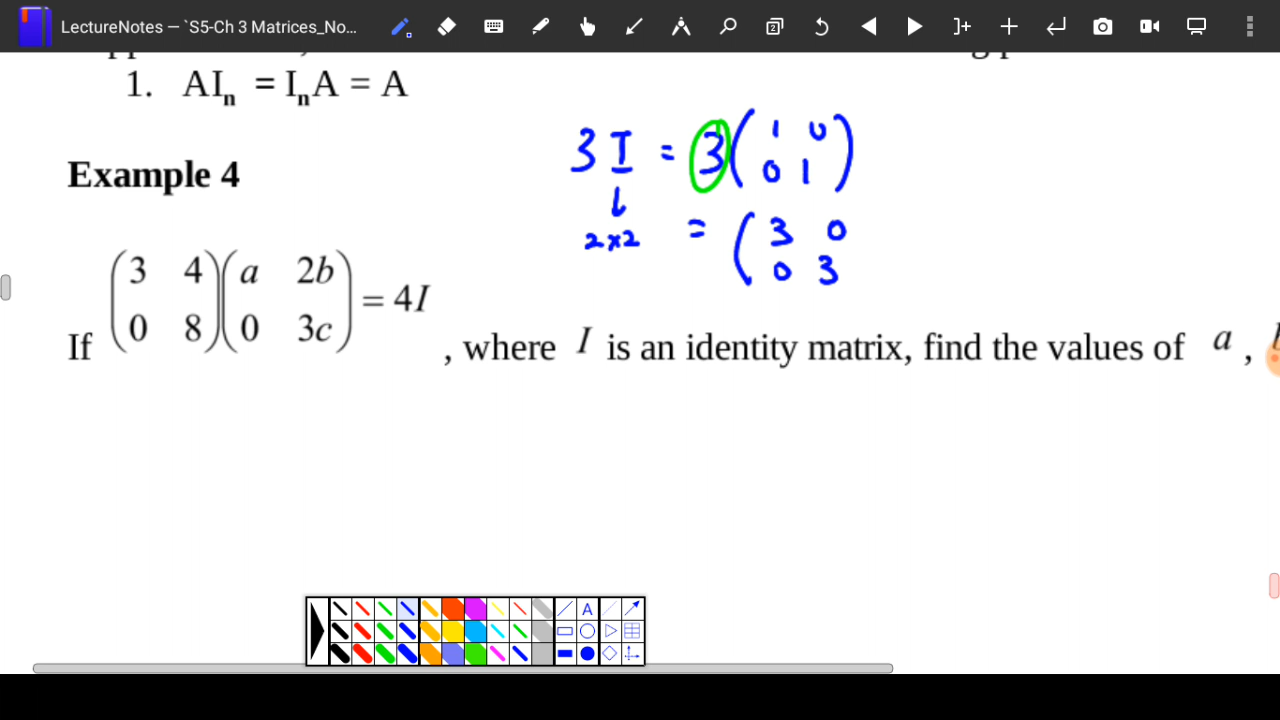 LectureNotes — `S5-Ch 3 Matrices_No...
1. AIn = InA = A
3 I = 3 ( 1 0
0 1 )
2x2
= ( 3 0
0 3
Example 4
If (3 4
0 8)(a 2b
0 3c) = 4I , where I is an identity matrix, find the values of a ,